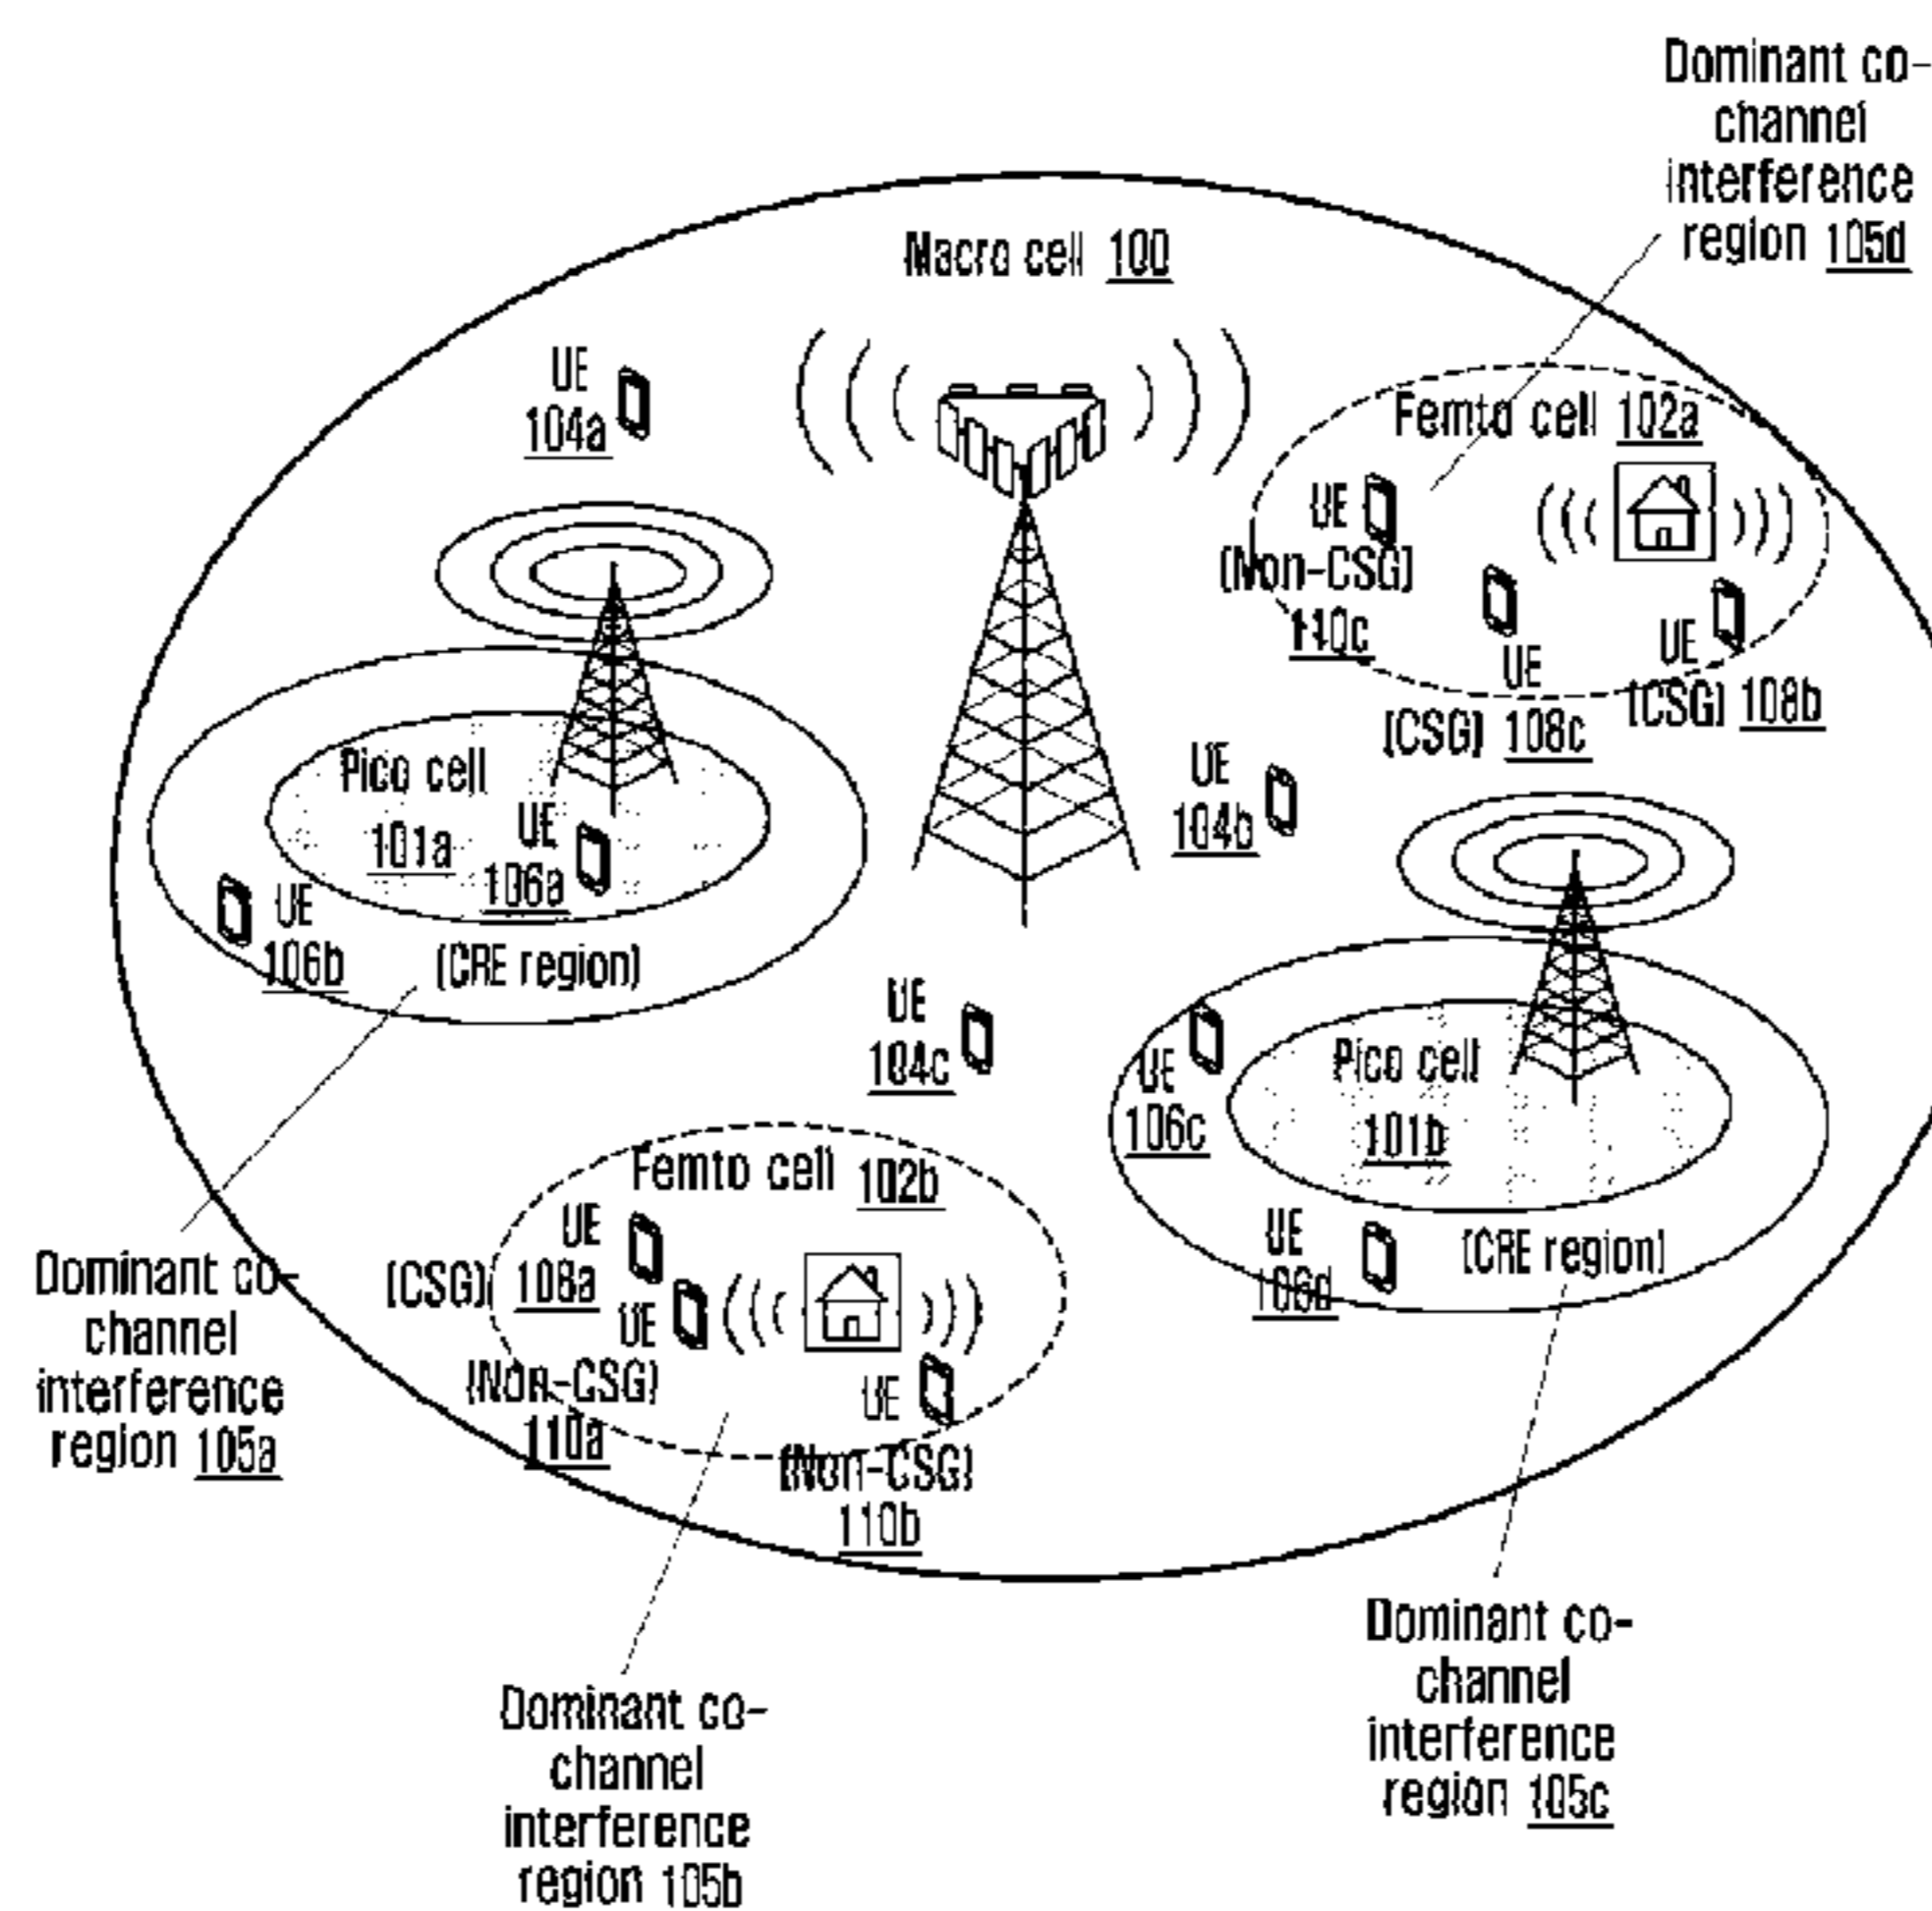 Dominant co-
channel
interference
region 105d
Macro cell 100
UE
104a
Femto cell 102a
UE
(Non-CSG)
110c
UE
(CSG) 108c
UE
(CSG) 108b
Pico cell
101a
UE
106a
UE
106b
(CRE region)
UE
104b
UE
104c
UE
106c
Pico cell
101b
UE
106d
(CRE region)
Femto cell 102b
UE
(CSG) 108a
UE
(Non-CSG)
110a
UE
(Non-CSG)
110b
Dominant co-
channel
interference
region 105a
Dominant co-
channel
interference
region 105b
Dominant co-
channel
interference
region 105c